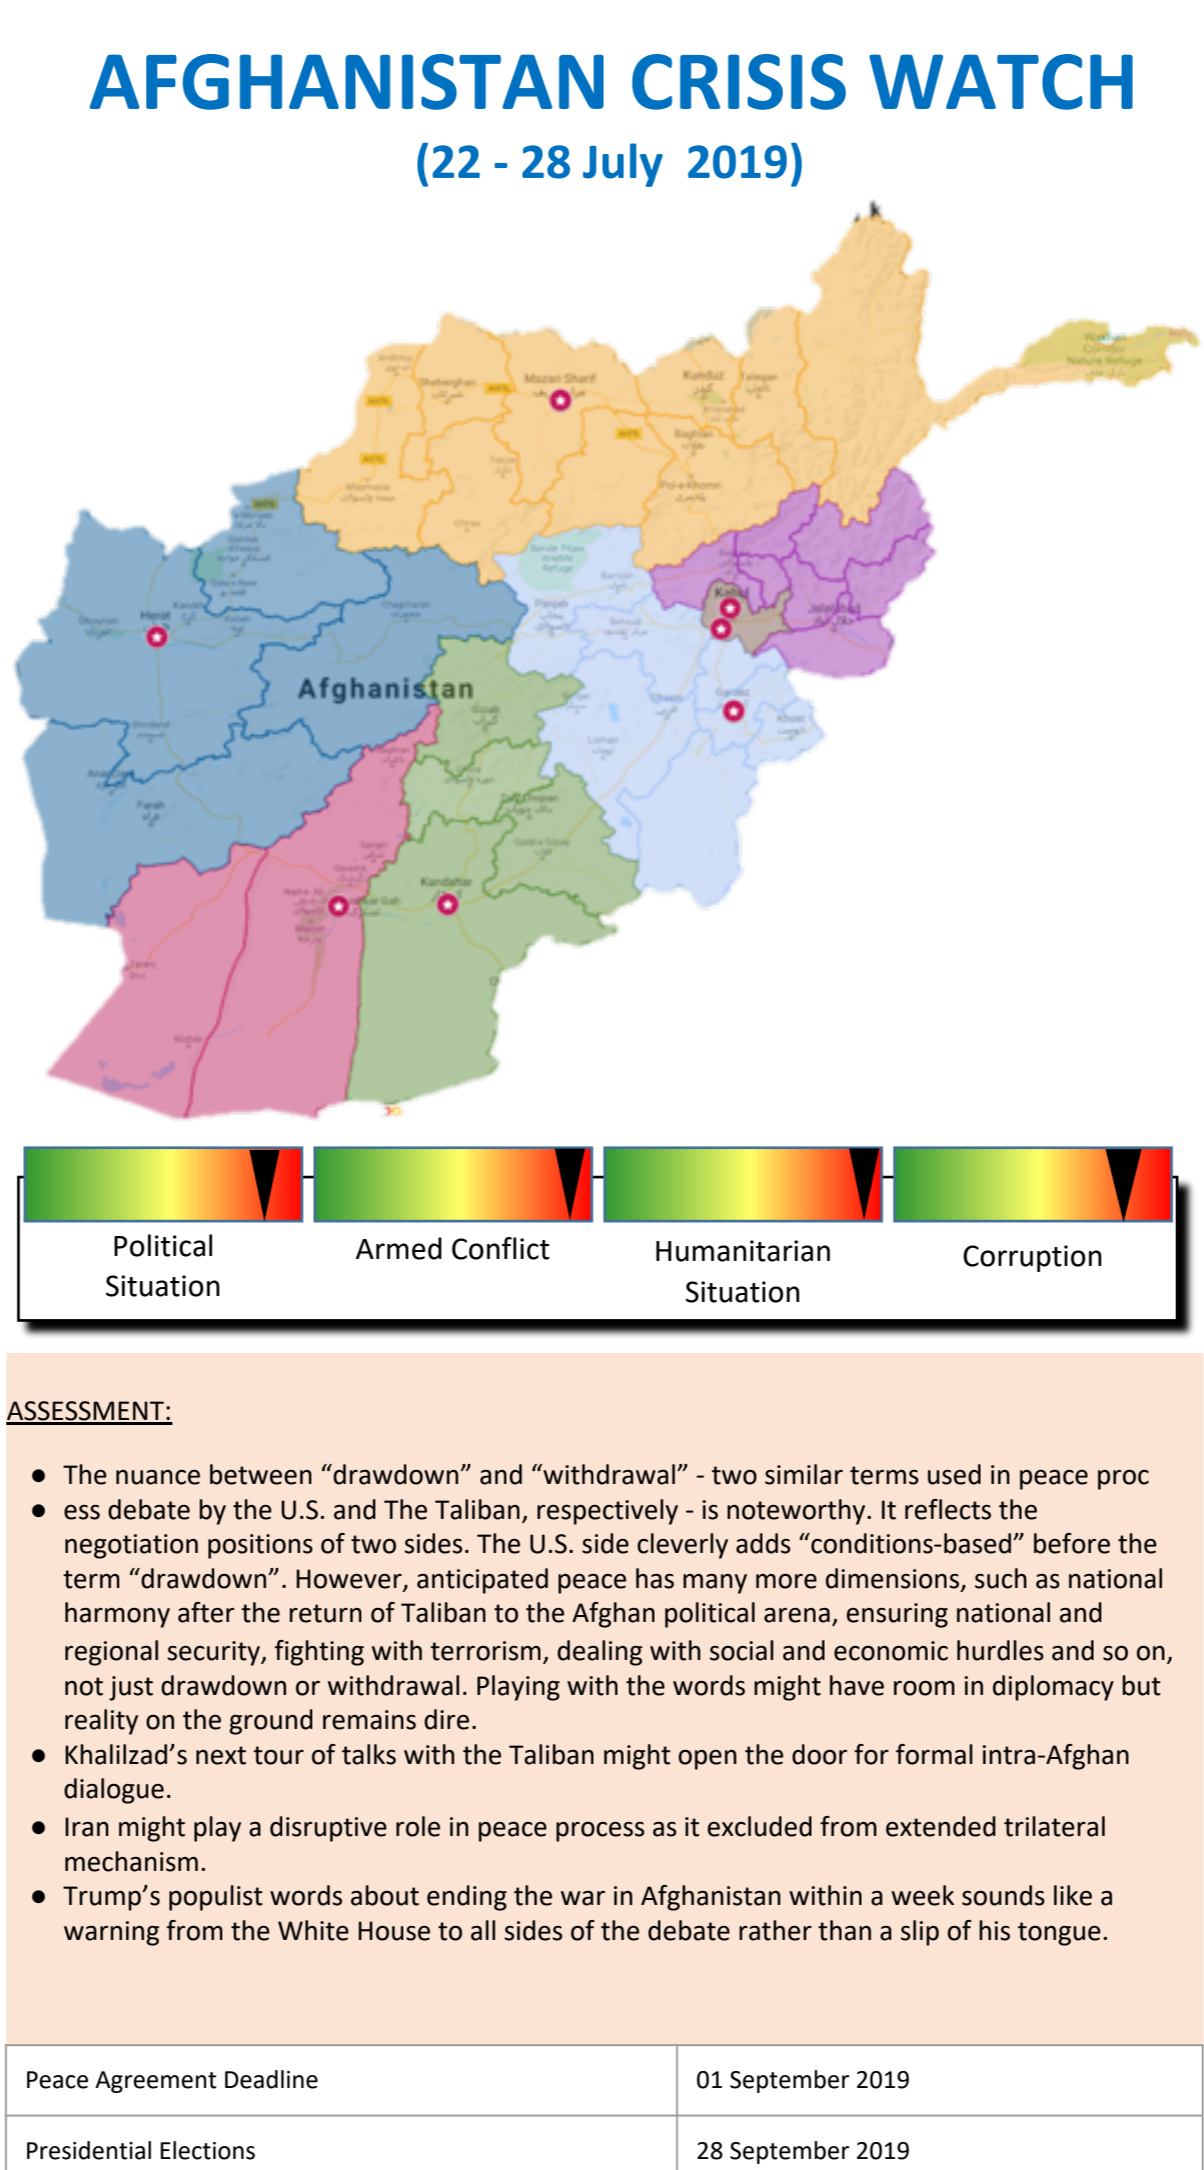 AFGHANISTAN CRISIS WATCH
(22 - 28 July 2019)
Mazari Sharif
Kunduz
Taleqan
Sheberghan
Baghlan
Pol-e-Khomri
Herat
Kabul
Jalalabad
Afghanistan
Gardez
Khost
Farah
Sangin
Kandahar
Political
Situation
Armed Conflict
Humanitarian
Situation
Corruption
ASSESSMENT:
● The nuance between “drawdown” and “withdrawal” - two similar terms used in peace proc
● ess debate by the U.S. and The Taliban, respectively - is noteworthy. It reflects the
negotiation positions of two sides. The U.S. side cleverly adds “conditions-based” before the
term “drawdown”. However, anticipated peace has many more dimensions, such as national
harmony after the return of Taliban to the Afghan political arena, ensuring national and
regional security, fighting with terrorism, dealing with social and economic hurdles and so on,
not just drawdown or withdrawal. Playing with the words might have room in diplomacy but
reality on the ground remains dire.
● Khalilzad’s next tour of talks with the Taliban might open the door for formal intra-Afghan
dialogue.
● Iran might play a disruptive role in peace process as it excluded from extended trilateral
mechanism.
● Trump’s populist words about ending the war in Afghanistan within a week sounds like a
warning from the White House to all sides of the debate rather than a slip of his tongue.
Peace Agreement Deadline
01 September 2019
Presidential Elections
28 September 2019